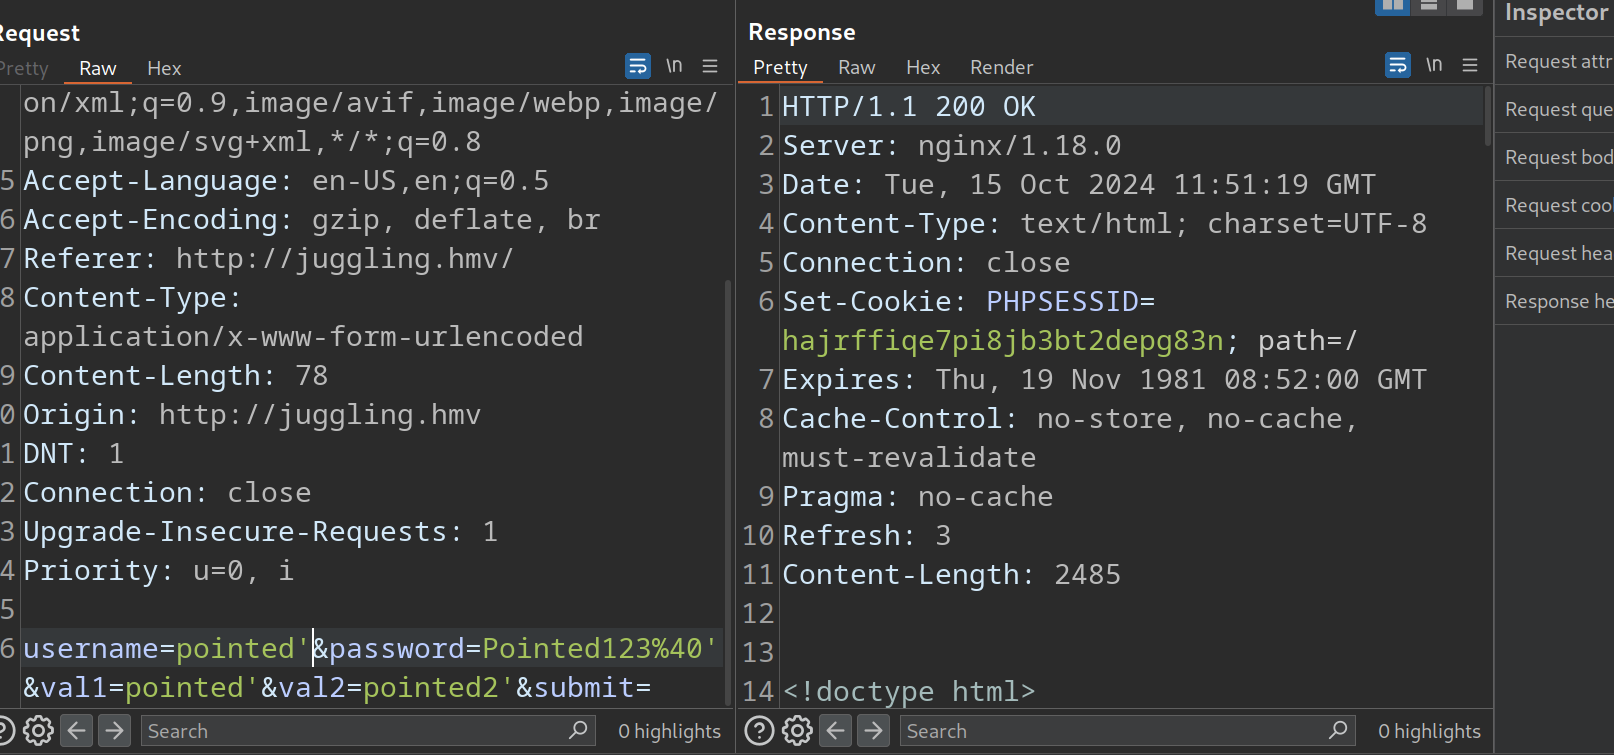 Request
Pretty Raw Hex
\n
on/xml;q=0.9,image/avif,image/webp,image/
png,image/svg+xml,*/*;q=0.8
5 Accept-Language: en-US,en;q=0.5
6 Accept-Encoding: gzip, deflate, br
7 Referer: http://juggling.hmv/
8 Content-Type:
application/x-www-form-urlencoded
9 Content-Length: 78
0 Origin: http://juggling.hmv
1 DNT: 1
2 Connection: close
3 Upgrade-Insecure-Requests: 1
4 Priority: u=0, i
5
6 username=pointed'&password=Pointed123%40'
&val1=pointed'&val2=pointed2'&submit=
Search
0 highlights
Response
Pretty Raw Hex Render
\n
1 HTTP/1.1 200 OK
2 Server: nginx/1.18.0
3 Date: Tue, 15 Oct 2024 11:51:19 GMT
4 Content-Type: text/html; charset=UTF-8
5 Connection: close
6 Set-Cookie: PHPSESSID=
hajrffiqe7pi8jb3bt2depg83n; path=/
7 Expires: Thu, 19 Nov 1981 08:52:00 GMT
8 Cache-Control: no-store, no-cache,
must-revalidate
9 Pragma: no-cache
10 Refresh: 3
11 Content-Length: 2485
12
13
14 <!doctype html>
Search
0 highlights
Inspector
Request attr
Request que
Request bod
Request coo
Request hea
Response he